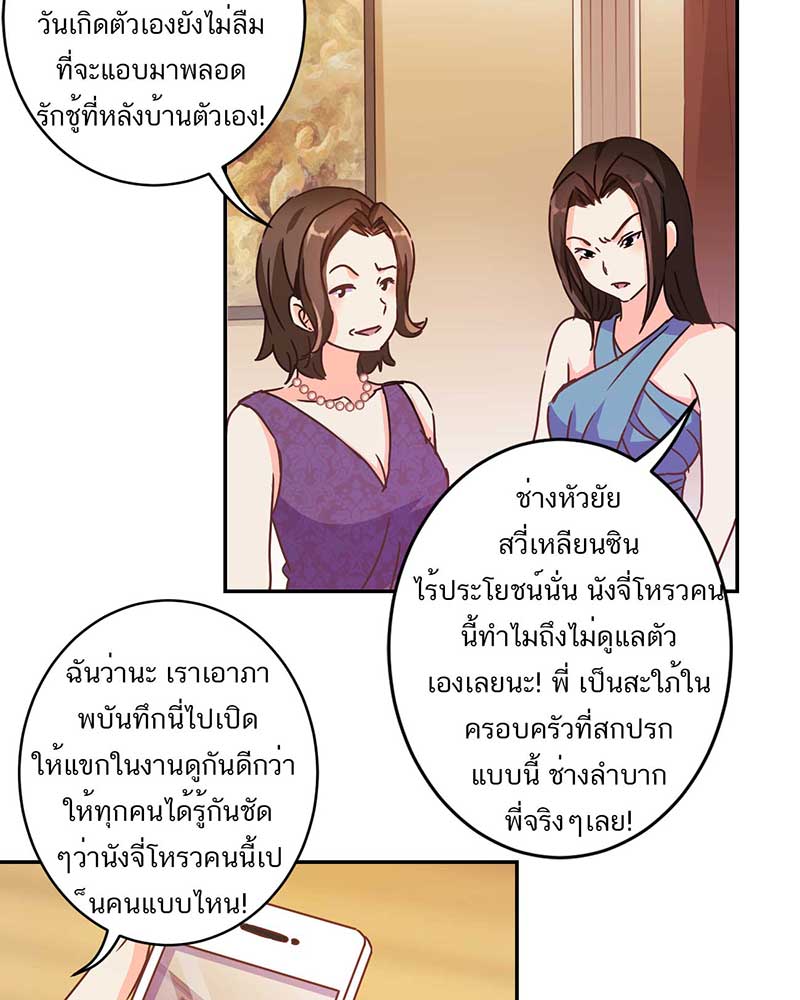 วันเกิดตัวเองยังไม่ลืม
ที่จะแอบมาพลอด
รักชู้ที่หลังบ้านตัวเอง!
ช่างหัวยัย
สวี่เหลียนซิน
ไร้ประโยชน์นั่น นังจี่โหรวคน
นี้ทำไมถึงไม่ดูแลตัว
เองเลยนะ! พี่ เป็นสะใภ้ใน
ครอบครัวที่สกปรก
แบบนี้ ช่างลำบาก
พี่จริงๆเลย!
ฉันว่านะ เราเอาภา
พบันทึกนี่ไปเปิด
ให้แขกในงานดูกันดีกว่า
ให้ทุกคนได้รู้กันชัด
ๆว่านังจี่โหรวคนนี้เป
็นคนแบบไหน!